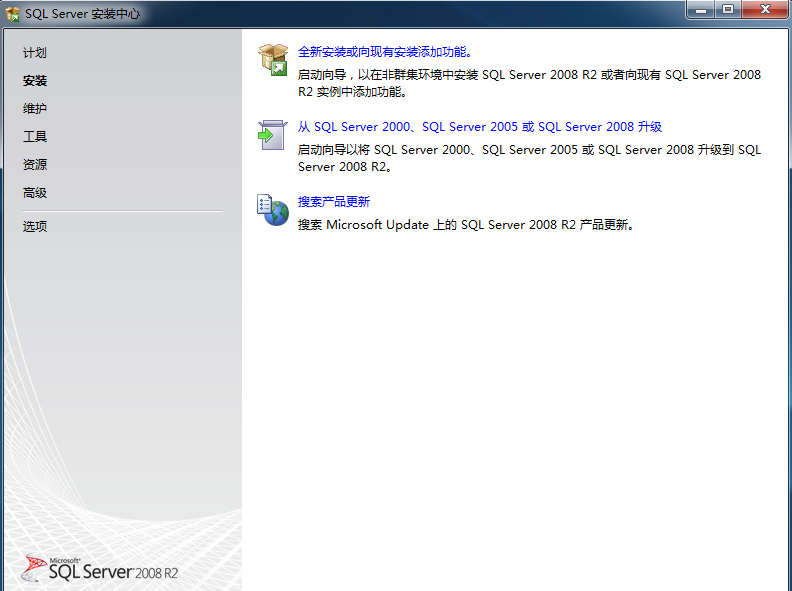 SQL Server 安装中心
计划
安装
维护
工具
资源
高级
选项
全新安装或向现有安装添加功能。
启动向导，以在非群集环境中安装 SQL Server 2008 R2 或者向现有 SQL Server 2008
R2 实例中添加功能。
从 SQL Server 2000、SQL Server 2005 或 SQL Server 2008 升级
启动向导以将 SQL Server 2000、SQL Server 2005 或 SQL Server 2008 升级到 SQL
Server 2008 R2。
搜索产品更新
搜索 Microsoft Update 上的 SQL Server 2008 R2 产品更新。
Microsoft®
SQL Server 2008 R2